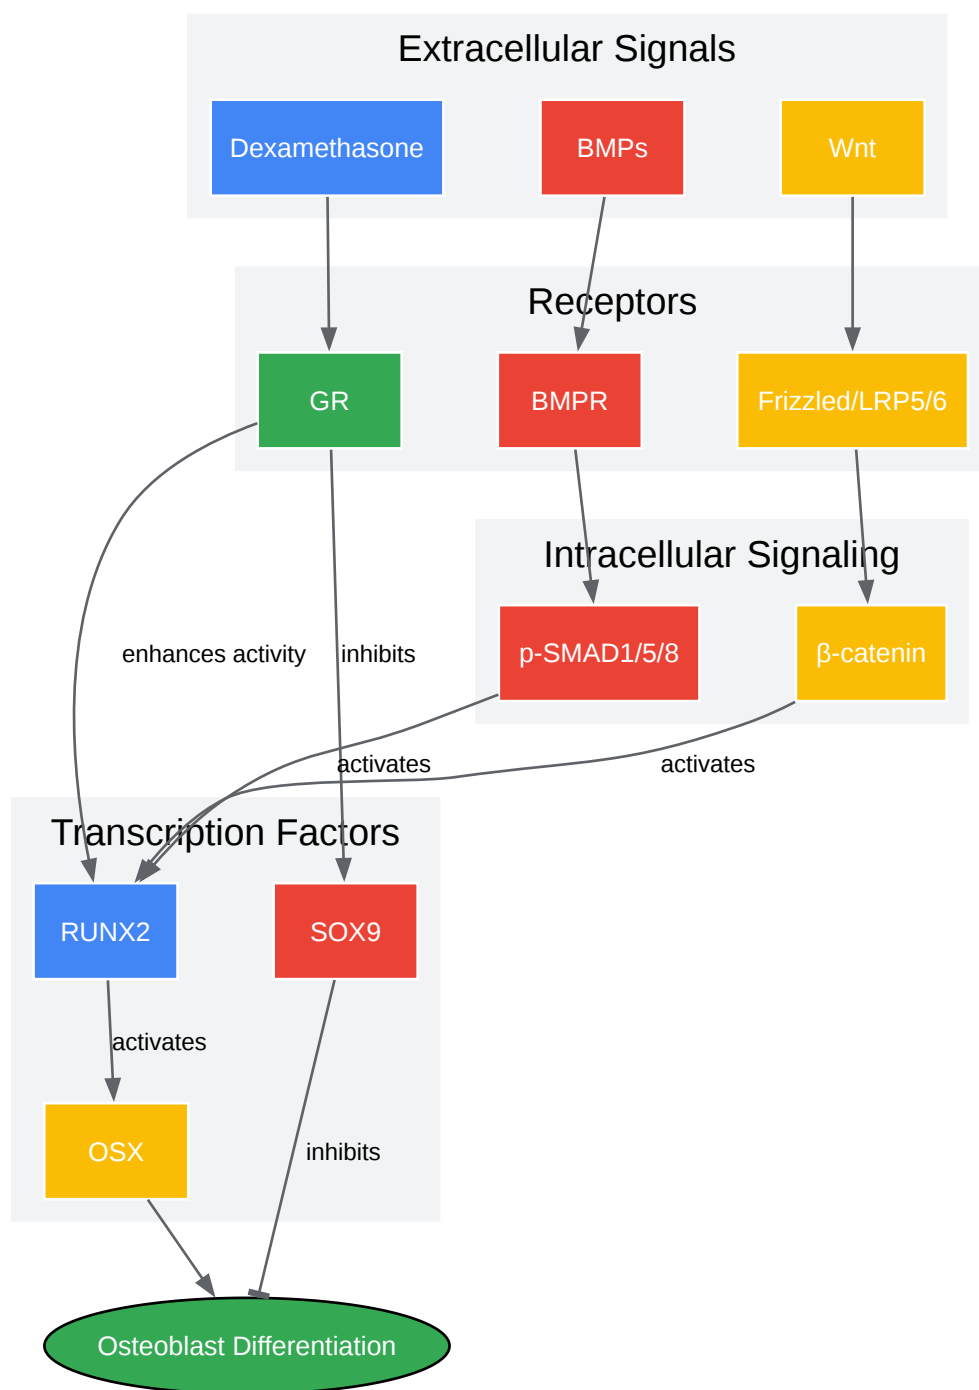 Extracellular Signals
Dexamethasone
BMPs
Wnt
Receptors
GR
BMPR
Frizzled/LRP5/6
Intracellular Signaling
enhances activity
inhibits
p-SMAD1/5/8
β-catenin
activates
activates
Transcription Factors
RUNX2
SOX9
activates
OSX
inhibits
Osteoblast Differentiation